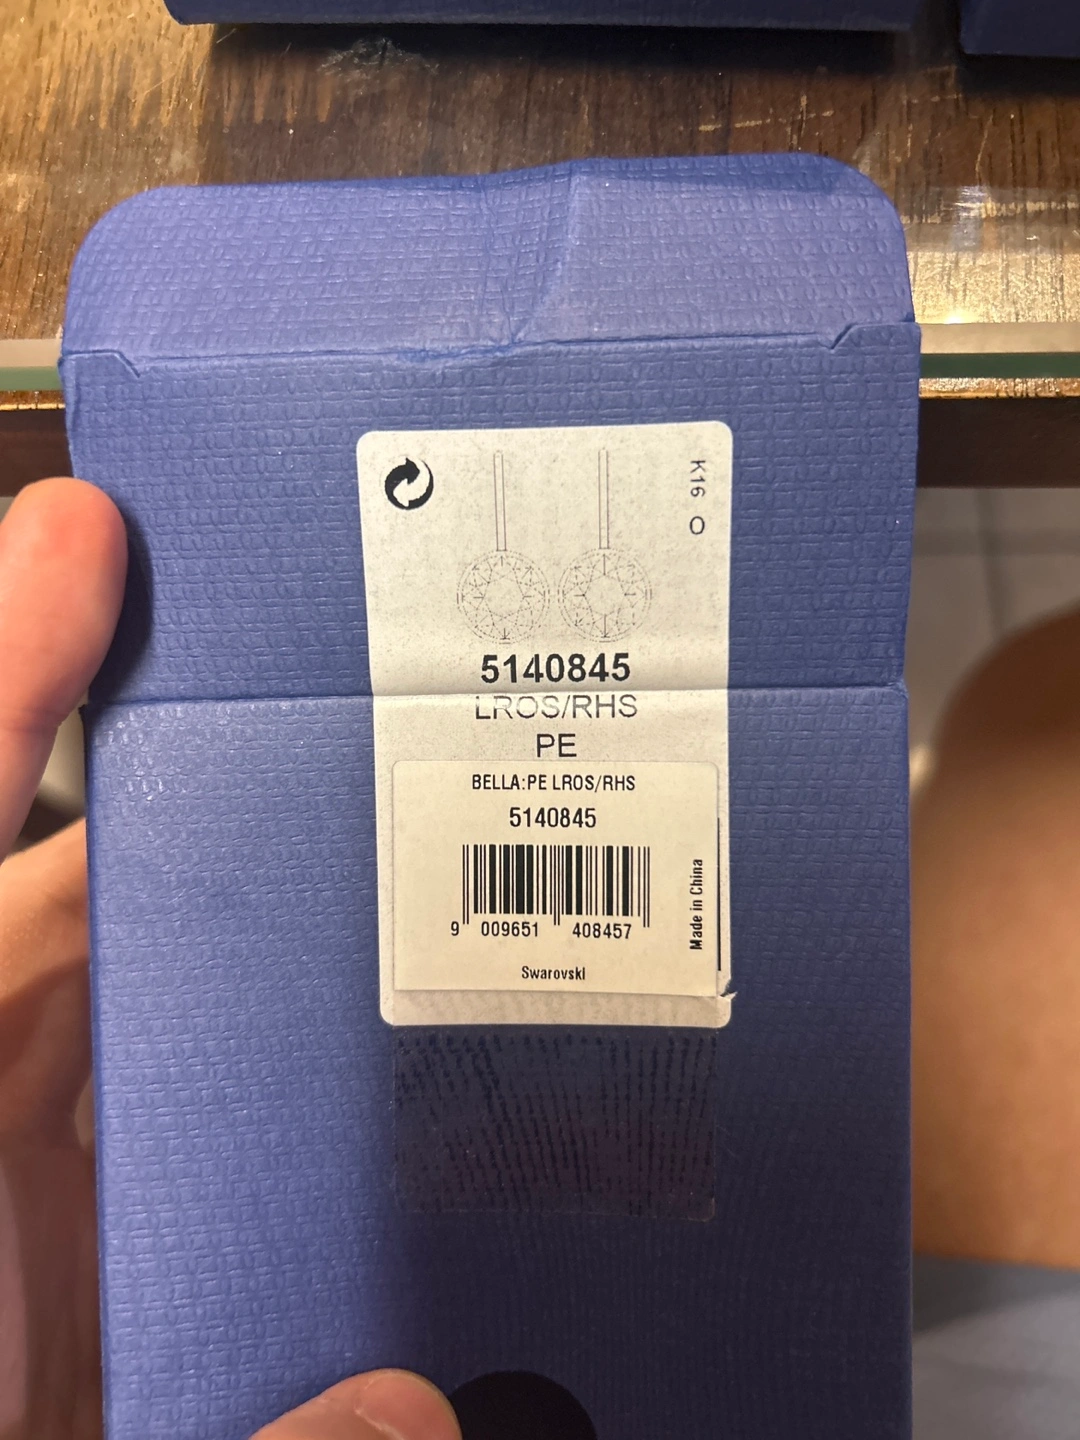 K16 O
5140845
LROS/RHS
PE
BELLA:PE LROS/RHS
5140845
9 009651 408457
Made in China
Swarovski